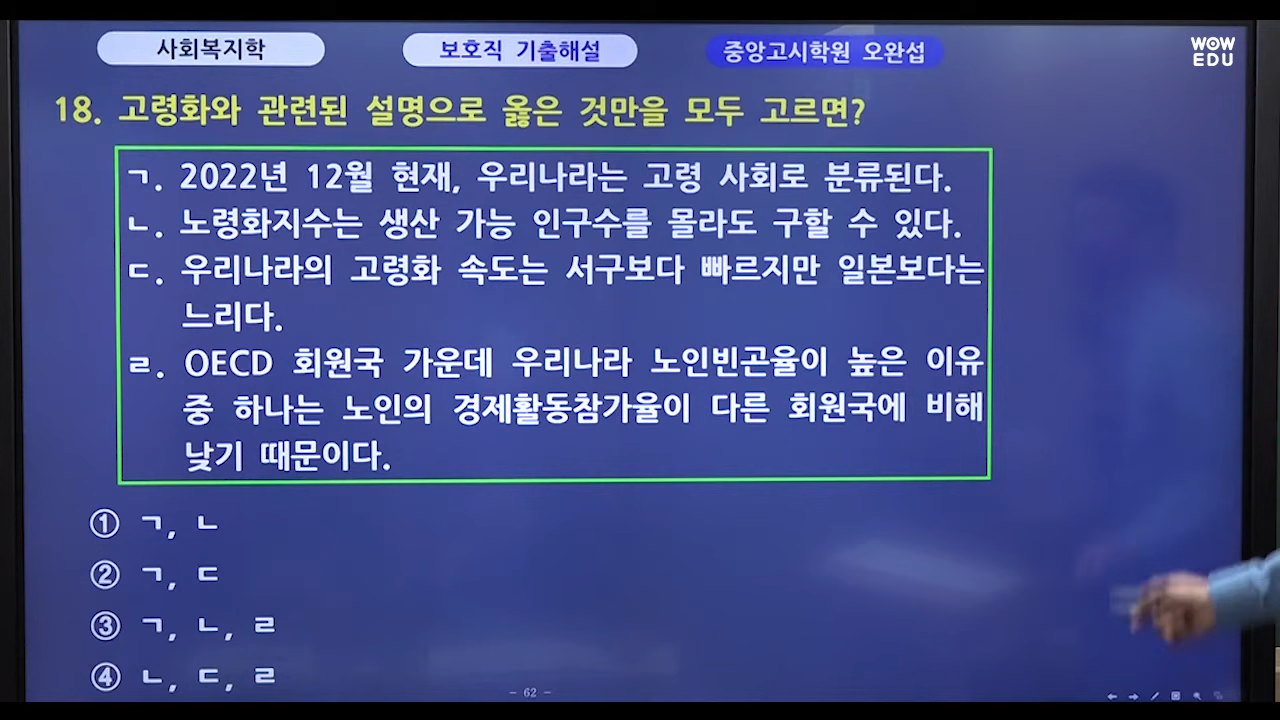 사회복지학
보호직 기출해설
중앙고시학원 오완섭
WOW
EDU
18. 고령화와 관련된 설명으로 옳은 것만을 모두 고르면?
ㄱ. 2022년 12월 현재, 우리나라는 고령 사회로 분류된다.
ㄴ. 노령화지수는 생산 가능 인구수를 몰라도 구할 수 있다.
ㄷ. 우리나라의 고령화 속도는 서구보다 빠르지만 일본보다는
느리다.
ㄹ. OECD 회원국 가운데 우리나라 노인빈곤율이 높은 이유
중 하나는 노인의 경제활동참가율이 다른 회원국에 비해
낮기 때문이다.
① ㄱ, ㄴ
② ㄱ, ㄷ
③ ㄱ, ㄴ, ㄹ
④ ㄴ, ㄷ, ㄹ
- 62 -